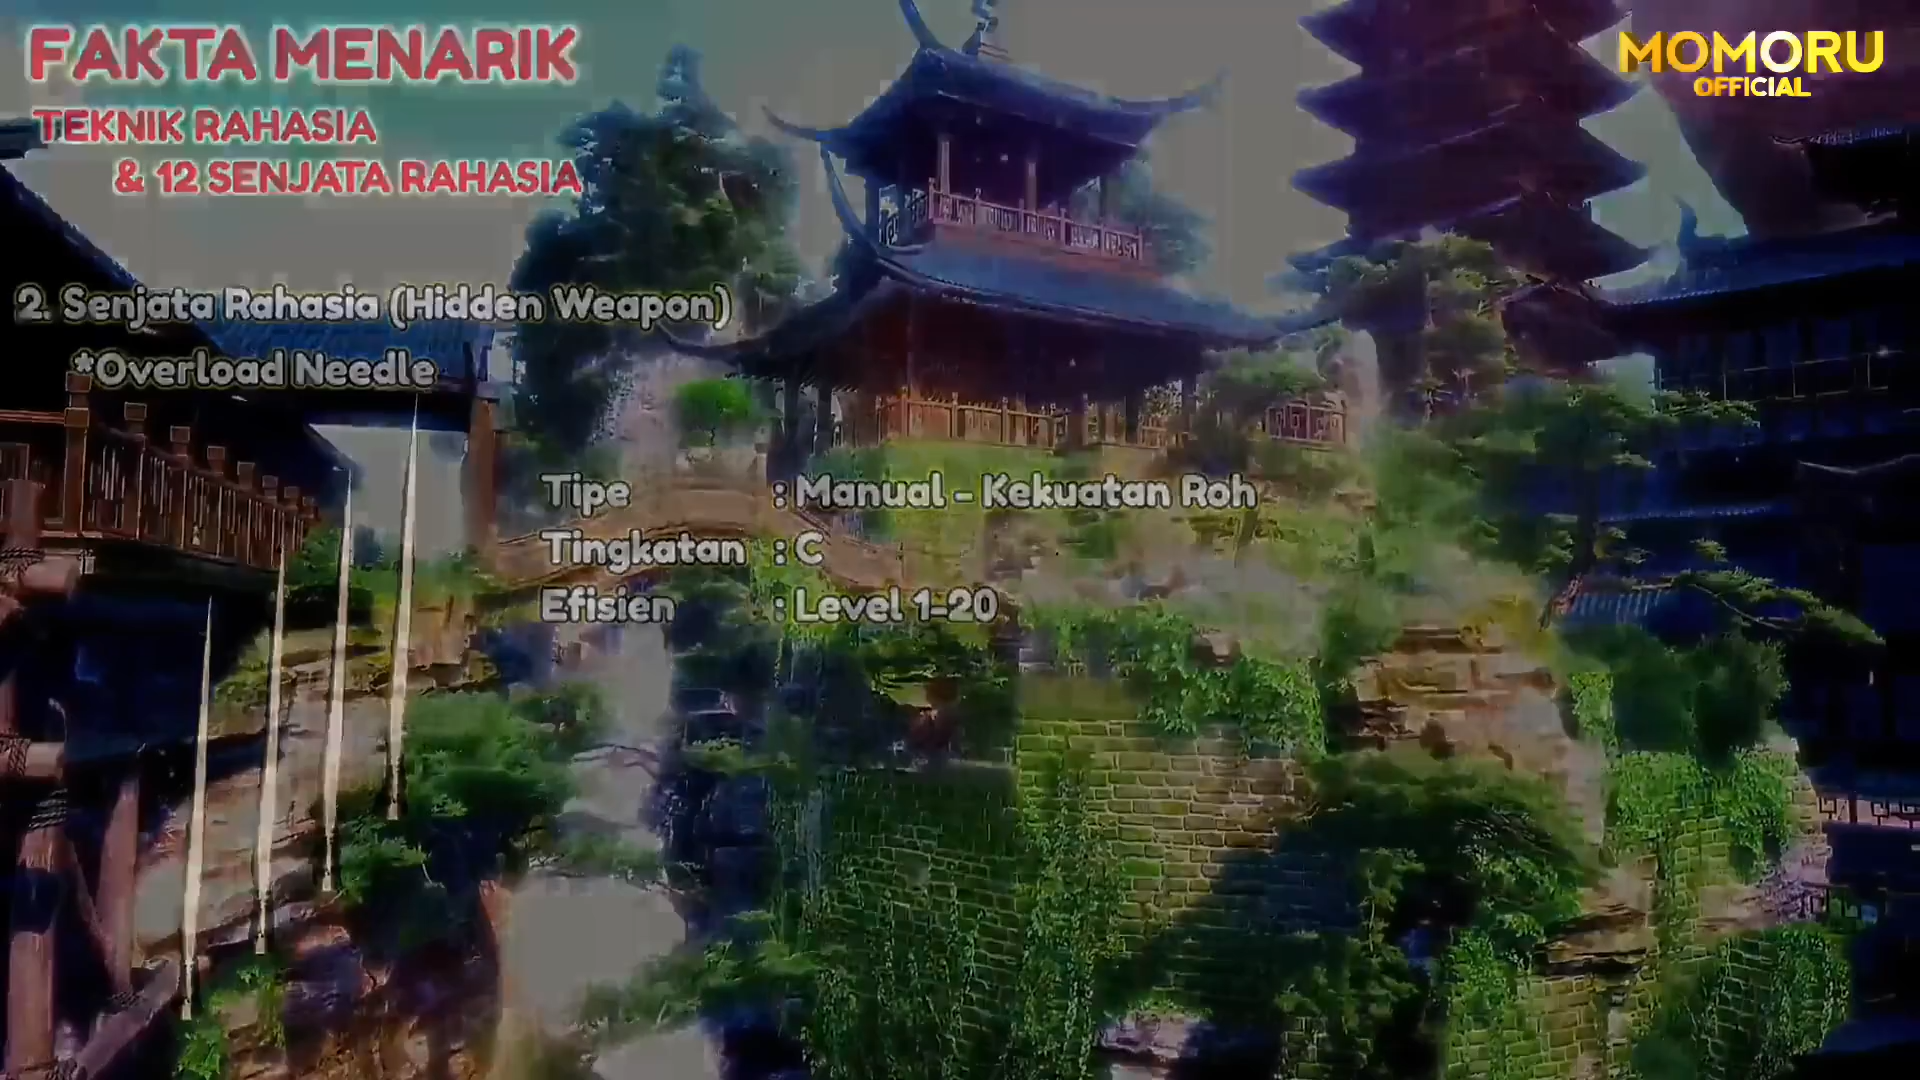 FAKTA MENARIK
TEKNIK RAHASIA
& 12 SENJATA RAHASIA
MOMORU
OFFICIAL
2. Senjata Rahasia (Hidden Weapon)
*Overload Needle
Tipe : Manual - Kekuatan Roh
Tingkatan : C
Efisien : Level 1-20